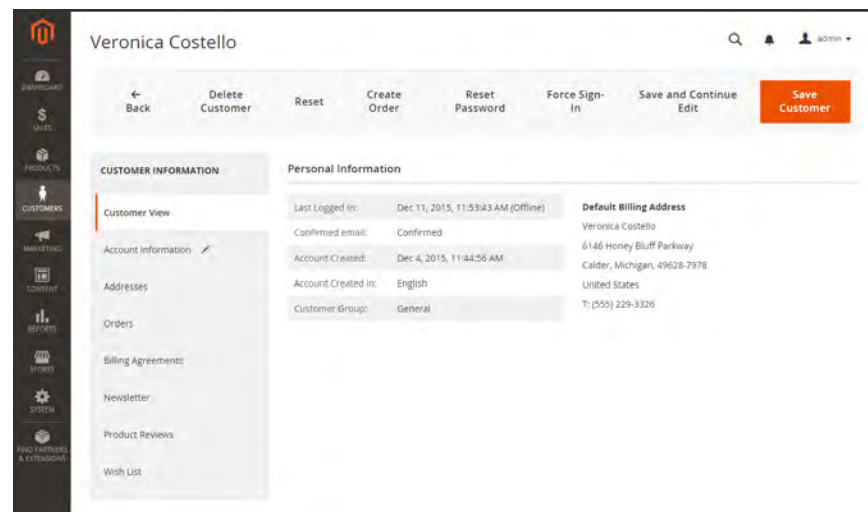 Veronica Costello
admin
DASHBOARD
SALES
PRODUCTS
CUSTOMERS
MARKETING
CONTENT
REPORTS
STORES
SYSTEM
FIND PARTNERS
& EXTENSIONS
← Back
Delete Customer
Reset
Create Order
Reset Password
Force Sign-In
Save and Continue Edit
Save Customer
CUSTOMER INFORMATION
Customer View
Account Information
Addresses
Orders
Billing Agreements
Newsletter
Product Reviews
Wish List
Personal Information
Last Logged In: Dec 11, 2015, 11:53:43 AM (Offline)
Confirmed email: Confirmed
Account Created: Dec 4, 2015, 11:44:56 AM
Account Created in: English
Customer Group: General
Default Billing Address
Veronica Costello
6146 Honey Bluff Parkway
Calder, Michigan, 49628-7978
United States
T: (555) 229-3326